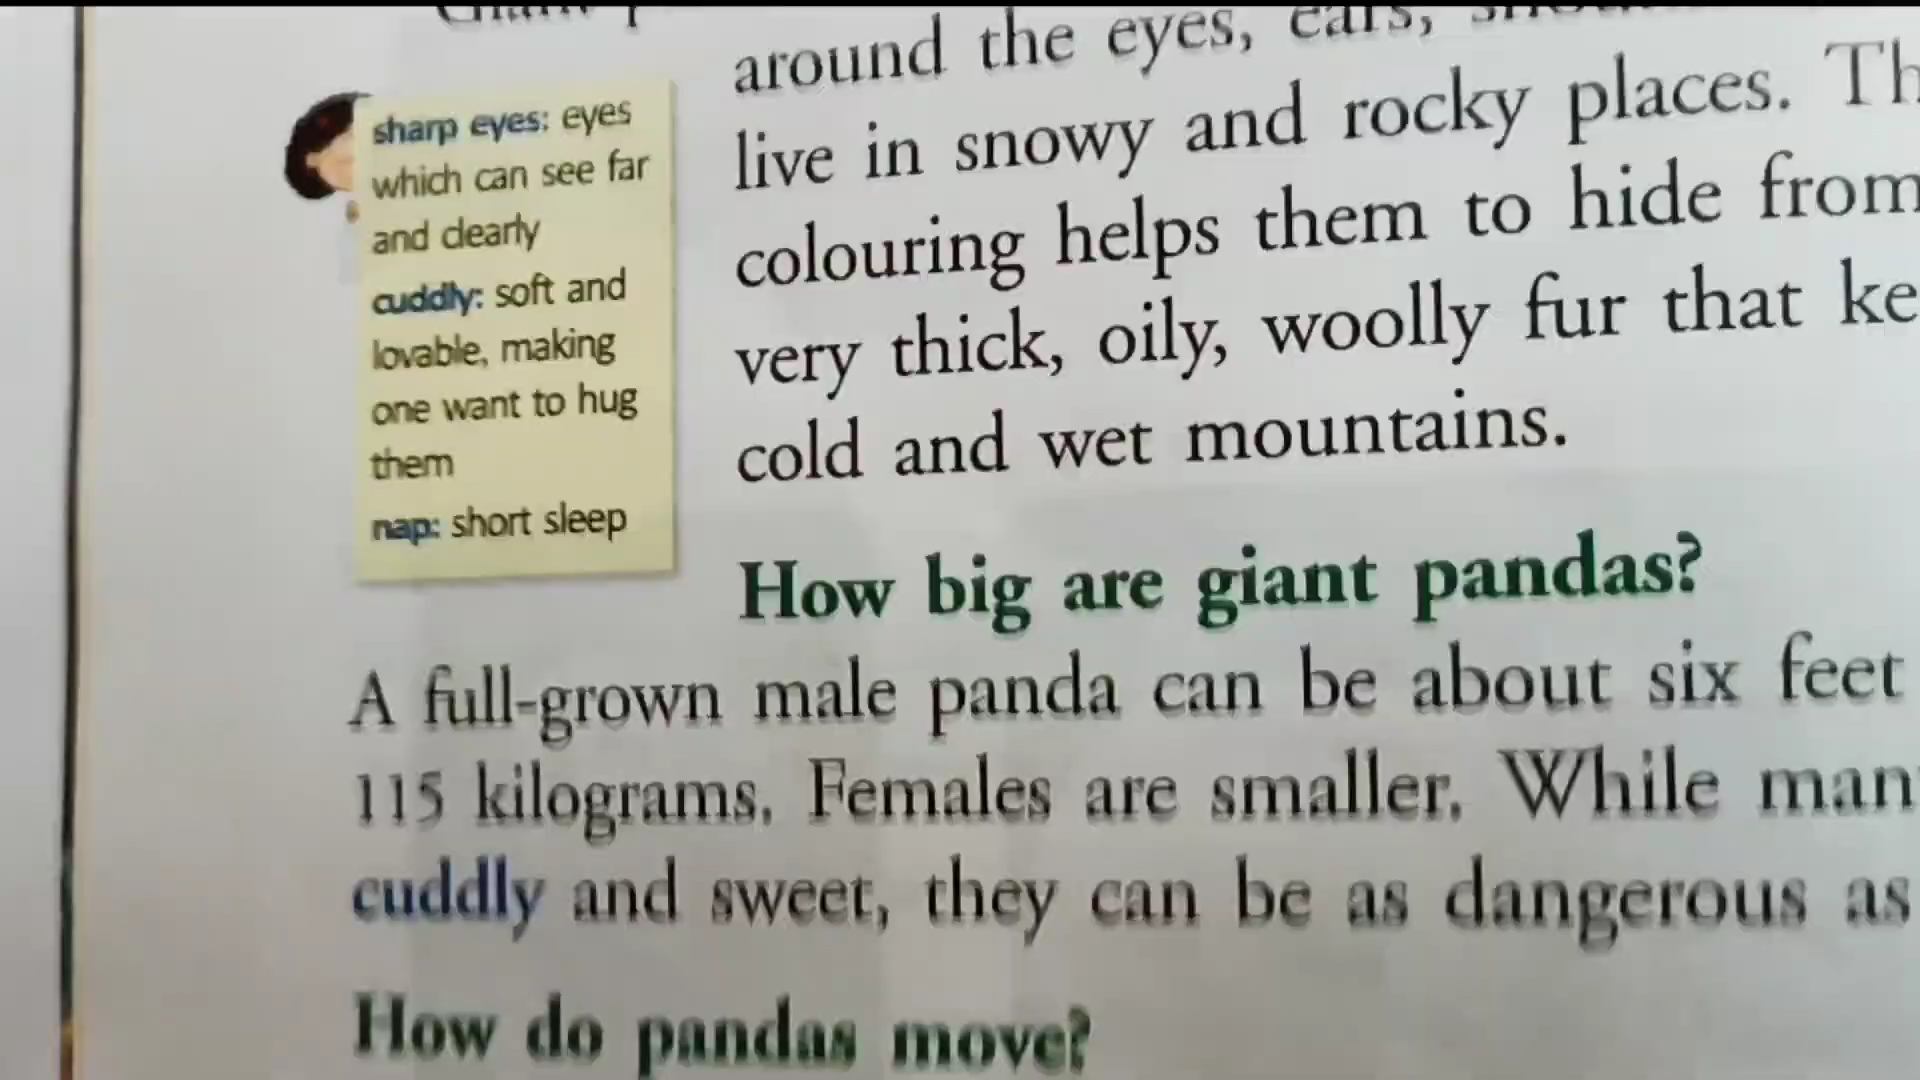 around the eyes, ears,
live in snowy and rocky places.
colouring helps them to hide from
very thick, oily, woolly fur that
cold and wet mountains.
sharp eyes: eyes
which can see far
and clearly
cuddly: soft and
lovable, making
one want to hug
them
nap: short sleep
How big are giant pandas?
A full-grown male panda can be about six feet
115 kilograms. Females are smaller. While
cuddly and sweet, they can be as dangerous as
How do pandas move?